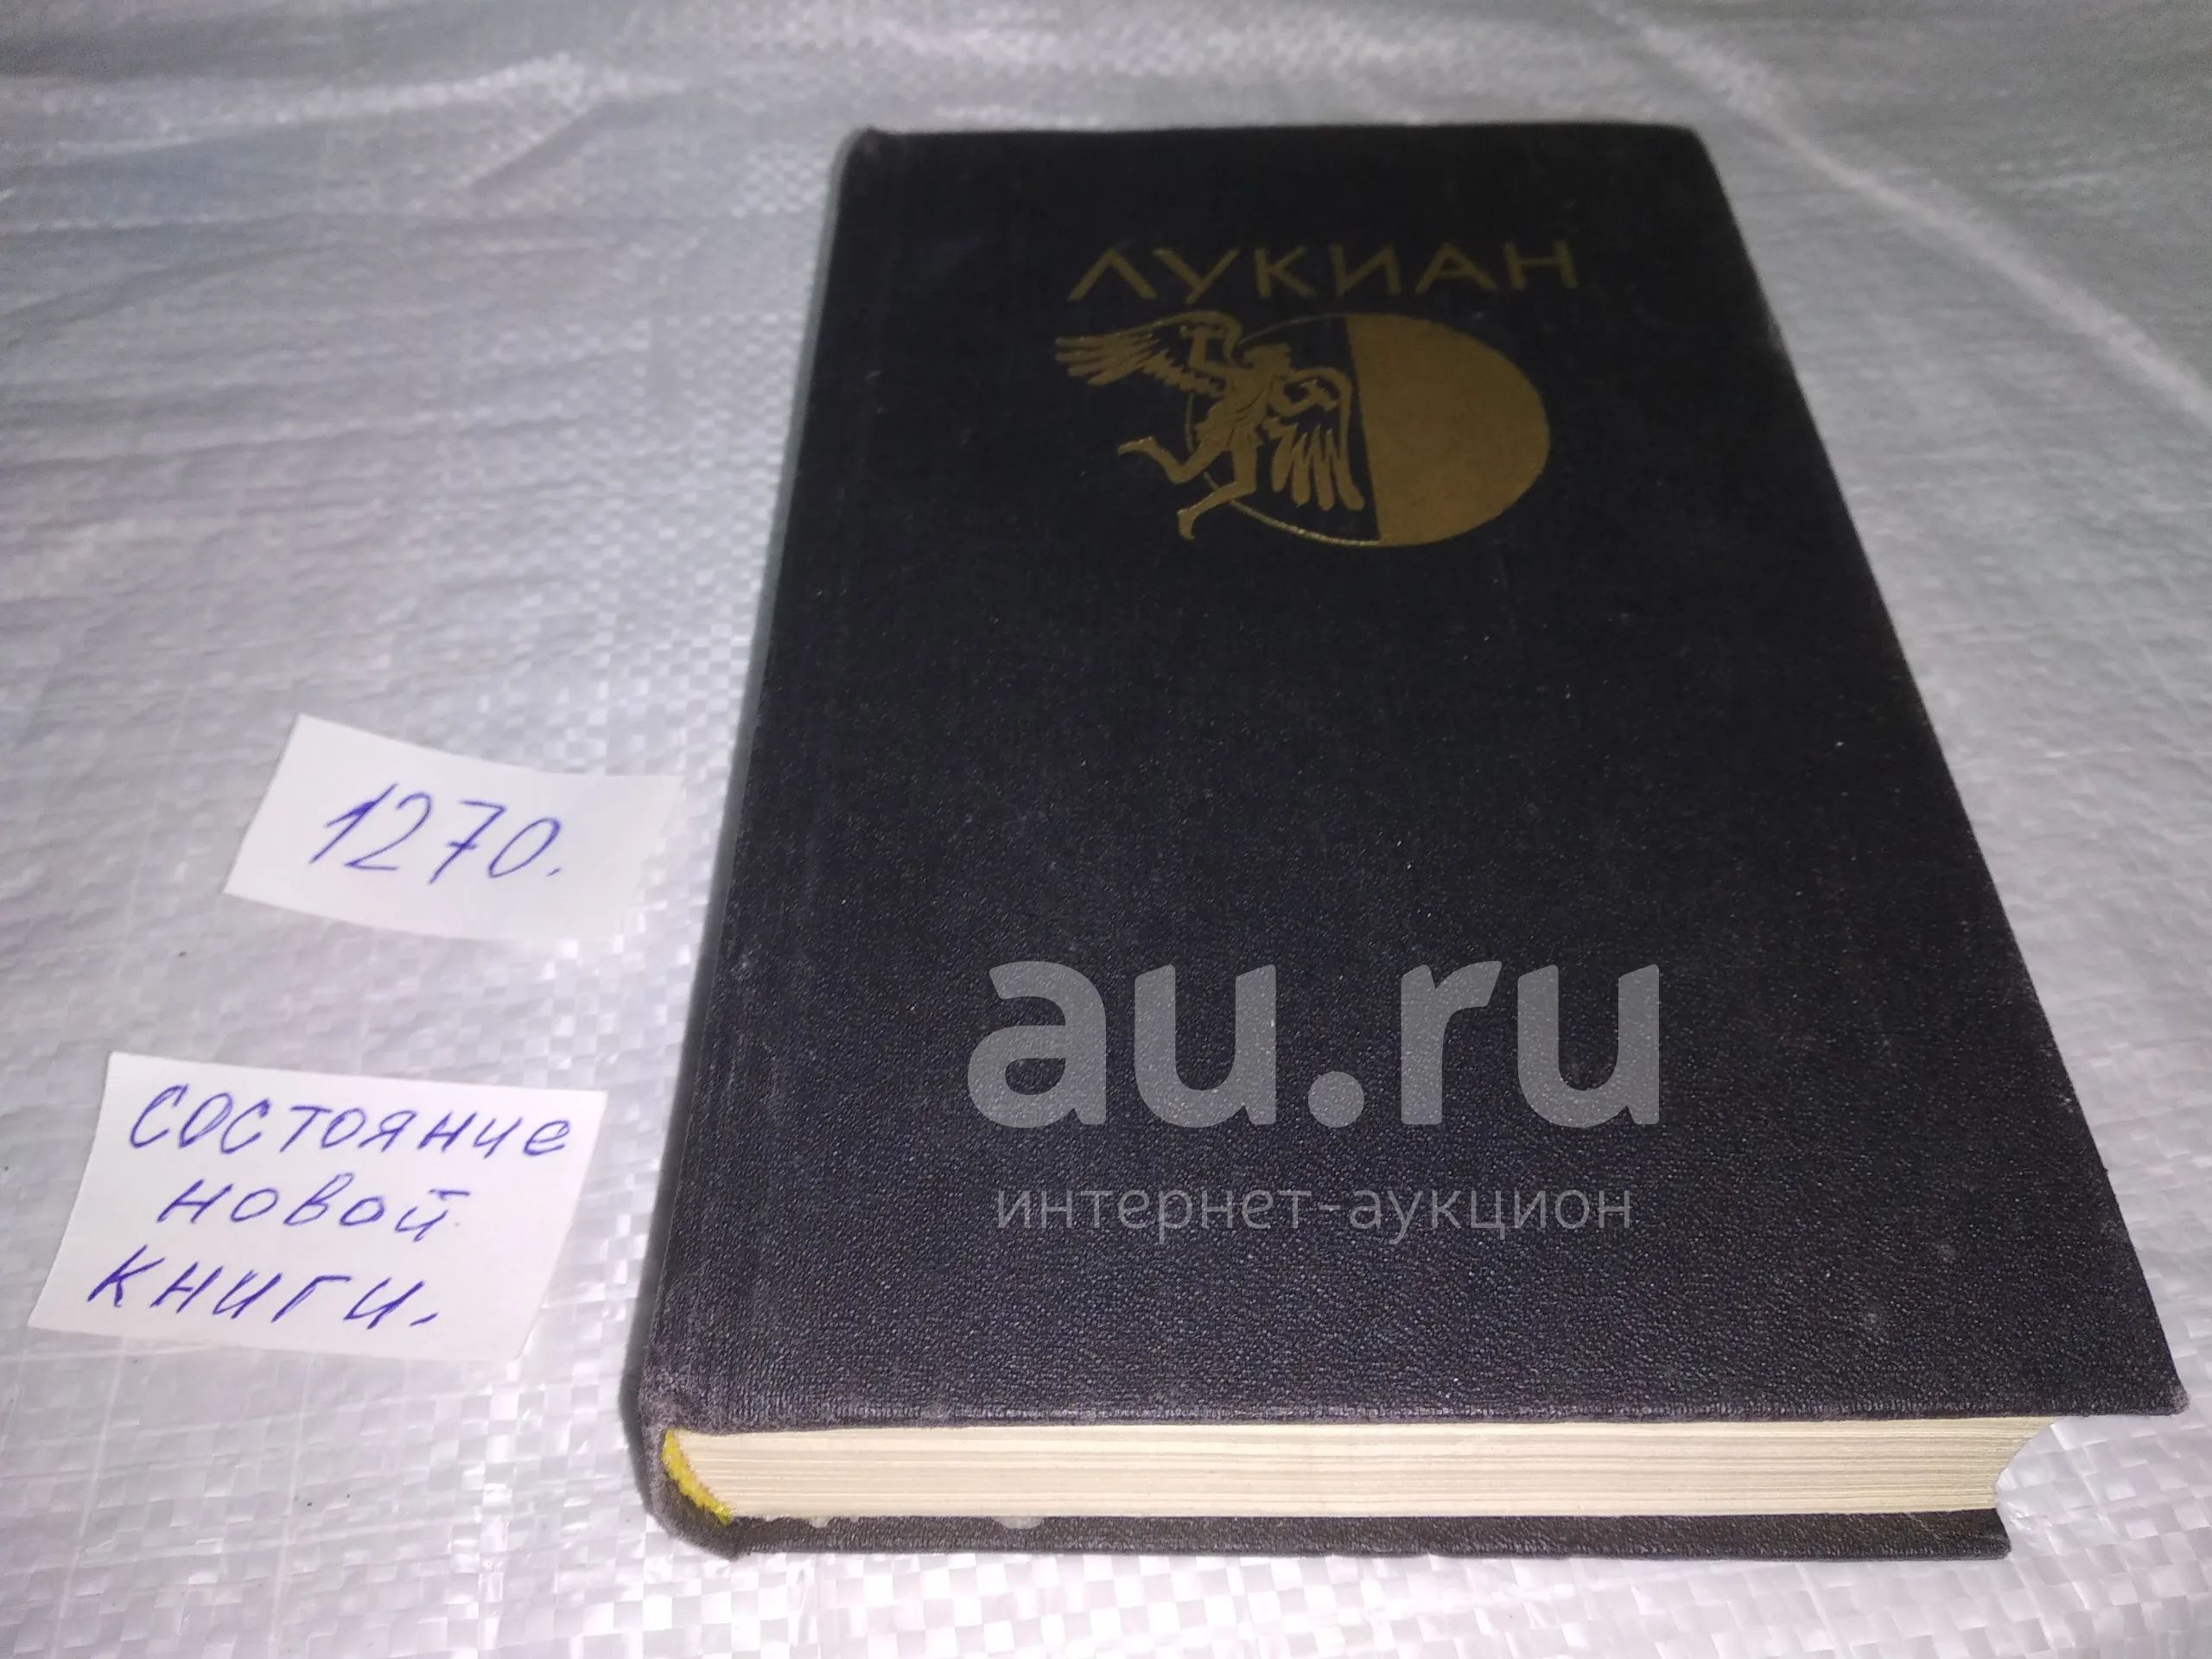 ЛУКИАН
1270.
состояние
новой
книги.
au.ru
интернет-аукцион